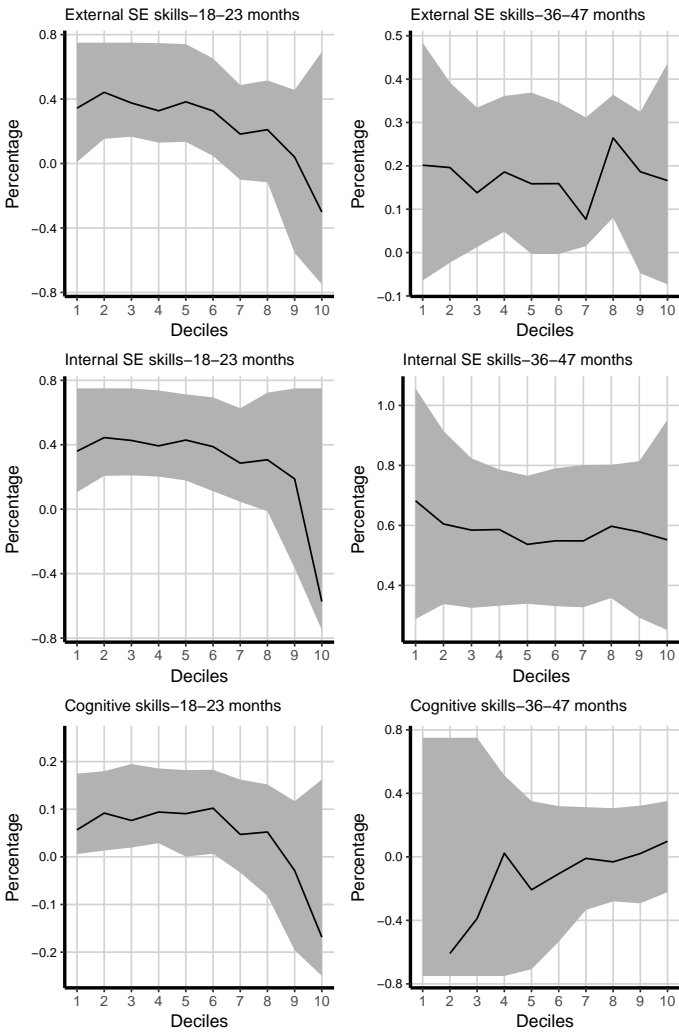 External SE skills−18−23 months
Percentage
0.8
0.4
0.0
−0.4
−0.8
1 2 3 4 5 6 7 8 9 10
Deciles
External SE skills−36−47 months
Percentage
0.5
0.4
0.3
0.2
0.1
0.0
−0.1
1 2 3 4 5 6 7 8 9 10
Deciles
Internal SE skills−18−23 months
Percentage
0.8
0.4
0.0
−0.4
−0.8
1 2 3 4 5 6 7 8 9 10
Deciles
Internal SE skills−36−47 months
Percentage
1.0
0.8
0.6
0.4
1 2 3 4 5 6 7 8 9 10
Deciles
Cognitive skills−18−23 months
Percentage
0.2
0.1
0.0
−0.1
−0.2
1 2 3 4 5 6 7 8 9 10
Deciles
Cognitive skills−36−47 months
Percentage
0.8
0.4
0.0
−0.4
−0.8
1 2 3 4 5 6 7 8 9 10
Deciles